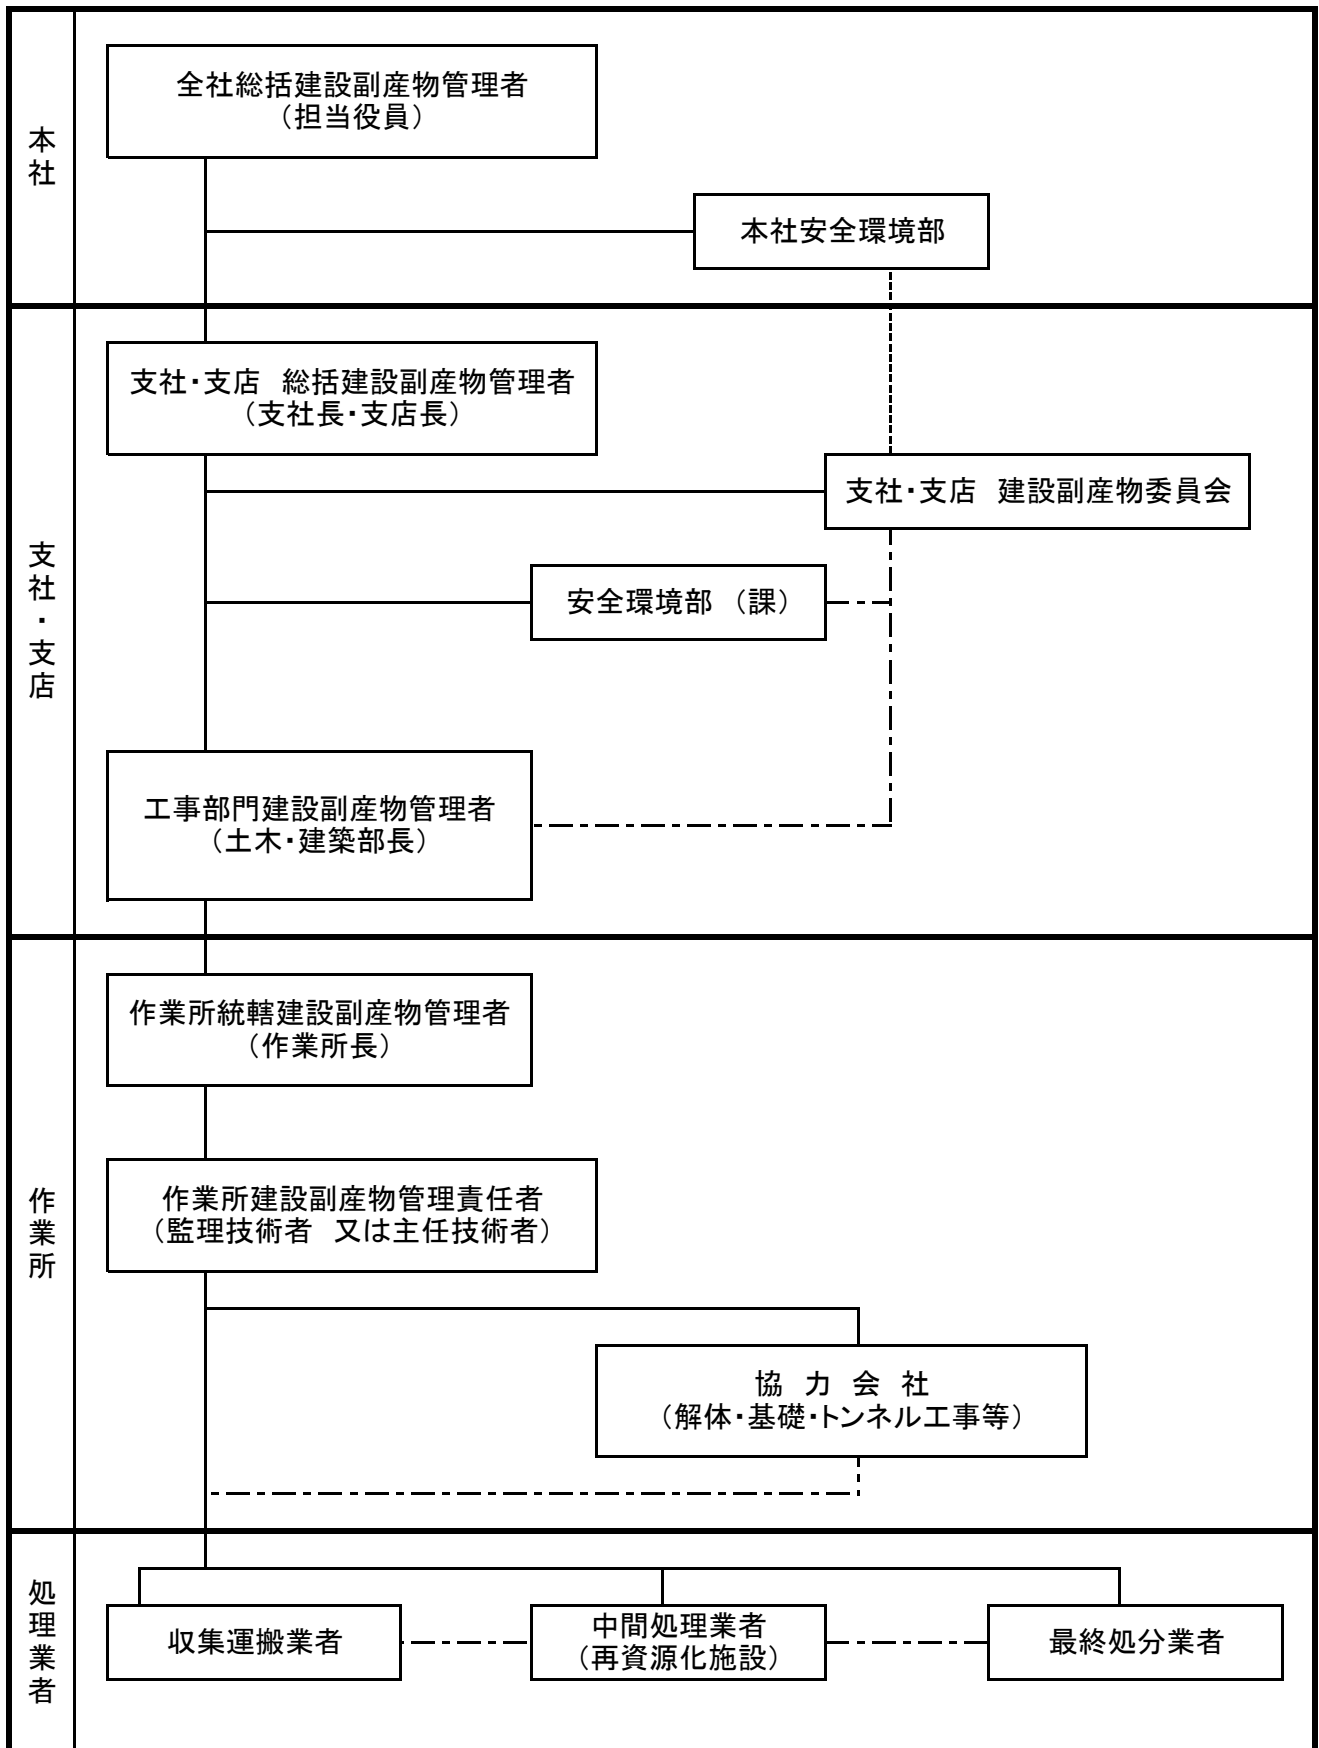 本社
全社総括建設副産物管理者
（担当役員）
本社安全環境部
支社・支店
支社・支店　総括建設副産物管理者
（支社長・支店長）
支社・支店　建設副産物委員会
安全環境部（課）
工事部門建設副産物管理者
（土木・建築部長）
作業所
作業所統轄建設副産物管理者
（作業所長）
作業所建設副産物管理責任者
（監理技術者　又は主任技術者）
協　力　会　社
（解体・基礎・トンネル工事等）
処理業者
収集運搬業者
中間処理業者
（再資源化施設）
最終処分業者